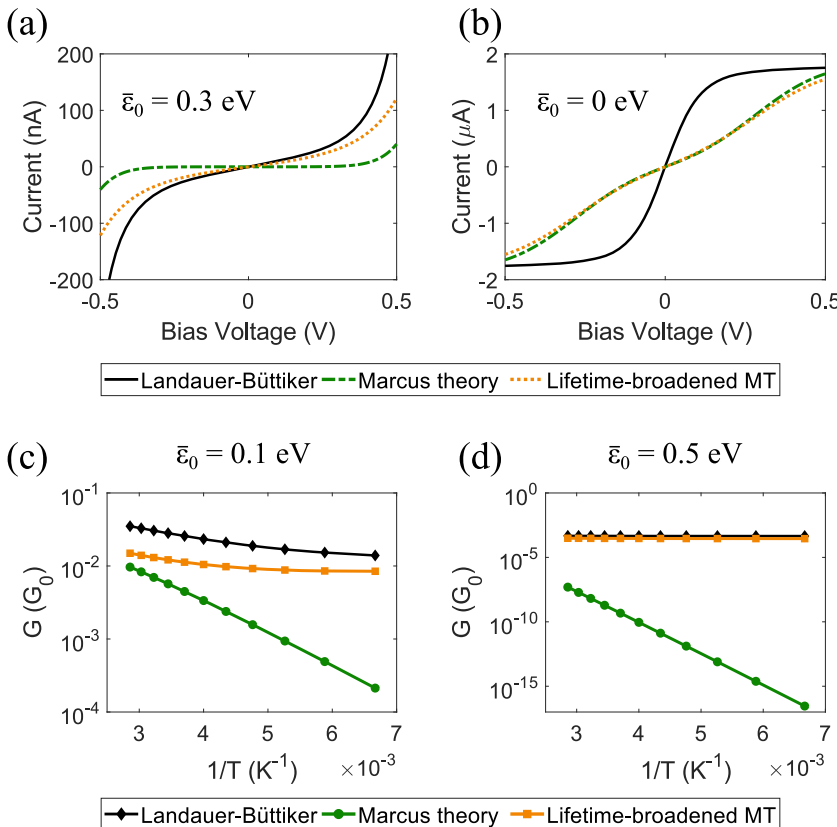 (a)
ε̄₀ = 0.3 eV
Current (nA)
200
100
0
-100
-200
-0.5
0
0.5
Bias Voltage (V)
(b)
ε̄₀ = 0 eV
Current (μA)
2
1
0
-1
-2
-0.5
0
0.5
Bias Voltage (V)
Landauer-Büttiker Marcus theory Lifetime-broadened MT
(c)
ε̄₀ = 0.1 eV
G (G₀)
10⁻¹
10⁻²
10⁻³
10⁻⁴
3 4 5 6 7
1/T (K⁻¹) ×10⁻³
(d)
ε̄₀ = 0.5 eV
G (G₀)
10⁰
10⁻⁵
10⁻¹⁰
10⁻¹⁵
3 4 5 6 7
1/T (K⁻¹) ×10⁻³
Landauer-Büttiker Marcus theory Lifetime-broadened MT